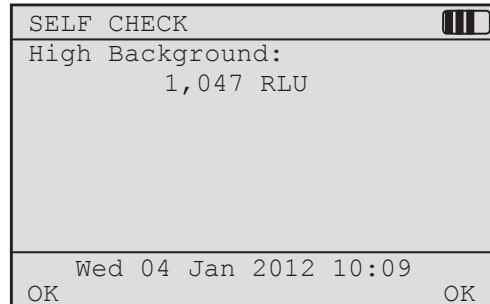 SELF CHECK
High Background:
1,047 RLU
Wed 04 Jan 2012 10:09
OK OK